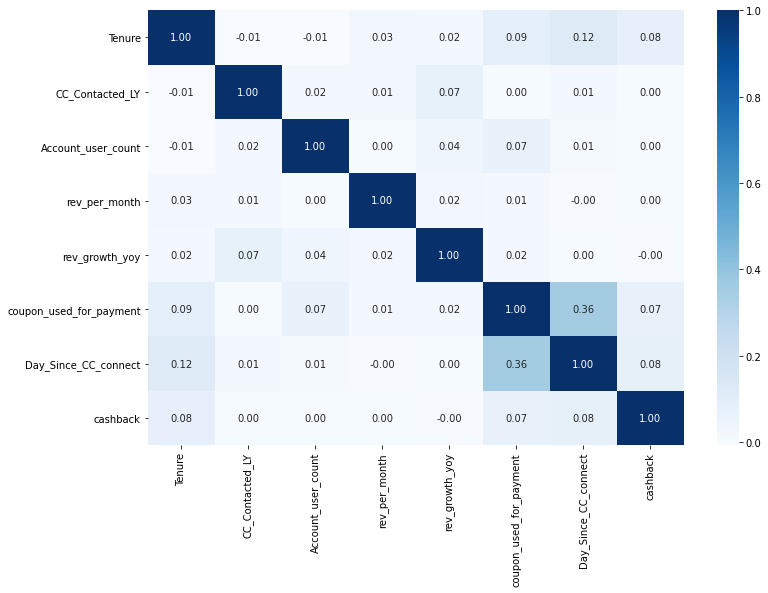 1.0
Tenure 1.00 -0.01 -0.01 0.03 0.02 0.09 0.12 0.08
CC_Contacted_LY -0.01 1.00 0.02 0.01 0.07 0.00 0.01 0.00
0.8
Account_user_count -0.01 0.02 1.00 0.00 0.04 0.07 0.01 0.00
0.6
rev_per_month 0.03 0.01 0.00 1.00 0.02 0.01 -0.00 0.00
rev_growth_yoy 0.02 0.07 0.04 0.02 1.00 0.02 0.00 -0.00
0.4
coupon_used_for_payment 0.09 0.00 0.07 0.01 0.02 1.00 0.36 0.07
Day_Since_CC_connect 0.12 0.01 0.01 -0.00 0.00 0.36 1.00 0.08
0.2
cashback 0.08 0.00 0.00 0.00 -0.00 0.07 0.08 1.00
0.0
Tenure
CC_Contacted_LY
Account_user_count
rev_per_month
rev_growth_yoy
coupon_used_for_payment
Day_Since_CC_connect
cashback